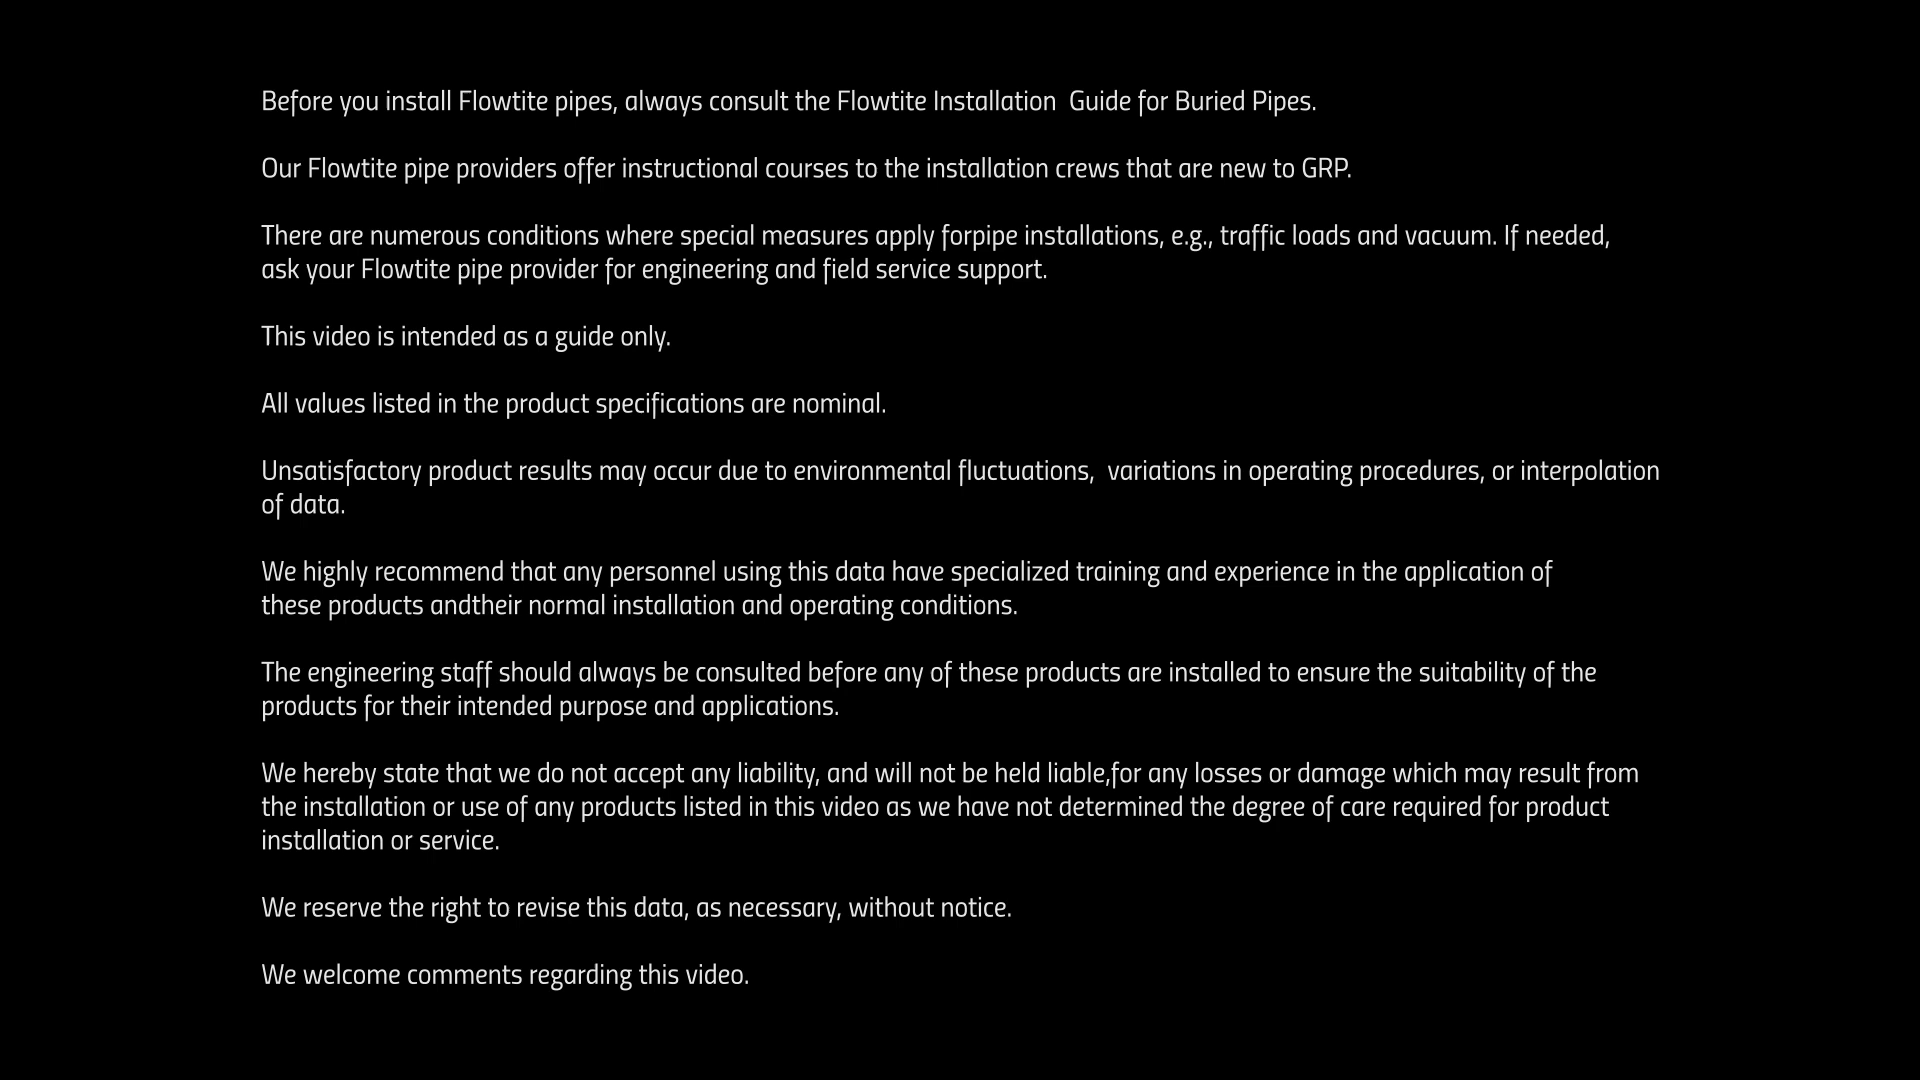 Before you install Flowtite pipes, always consult the Flowtite Installation  Guide for Buried Pipes.
Our Flowtite pipe providers offer instructional courses to the installation crews that are new to GRP.
There are numerous conditions where special measures apply forpipe installations, e.g., traffic loads and vacuum. If needed,
ask your Flowtite pipe provider for engineering and field service support.
This video is intended as a guide only.
All values listed in the product specifications are nominal.
Unsatisfactory product results may occur due to environmental fluctuations,  variations in operating procedures, or interpolation
of data.
We highly recommend that any personnel using this data have specialized training and experience in the application of
these products andtheir normal installation and operating conditions.
The engineering staff should always be consulted before any of these products are installed to ensure the suitability of the
products for their intended purpose and applications.
We hereby state that we do not accept any liability, and will not be held liable,for any losses or damage which may result from
the installation or use of any products listed in this video as we have not determined the degree of care required for product
installation or service.
We reserve the right to revise this data, as necessary, without notice.
We welcome comments regarding this video.